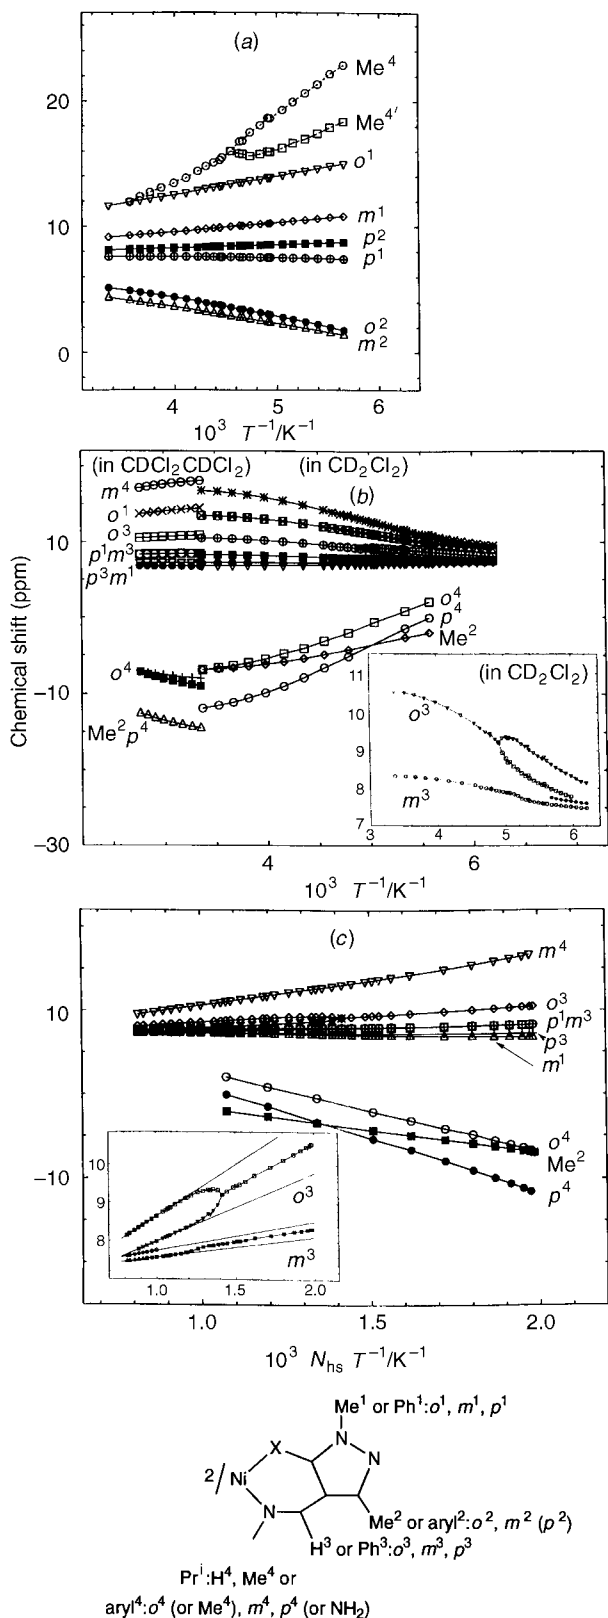 (a)
20
10
0
Me⁴
Me⁴′
o¹
m¹
p²
p¹
o²
m²
4 5 6
10³ T⁻¹/K⁻¹
(in CDCl₂CDCl₂) (in CD₂Cl₂)
(b)
m⁴
o¹
o³
p¹m³
p³m¹
o⁴
Me²p⁴
o⁴
p⁴
Me²
10
−10
−30
Chemical shift (ppm)
(in CD₂Cl₂)
11
10
9
8
7
o³
m³
3 4 5 6
4 6
10³ T⁻¹/K⁻¹
(c)
m⁴
o³
p¹m³
p³
m¹
o⁴
Me²
p⁴
10
−10
10
9
8
o³
m³
1.0 1.5 2.0
1.0 1.5 2.0
10³ Nhs T⁻¹/K⁻¹
Me¹ or Ph¹:o¹, m¹, p¹
X
N
N
2/
Ni
N
Me² or aryl²:o², m² (p²)
H³ or Ph³:o³, m³, p³
Prⁱ:H⁴, Me⁴ or
aryl⁴:o⁴ (or Me⁴), m⁴, p⁴ (or NH₂)